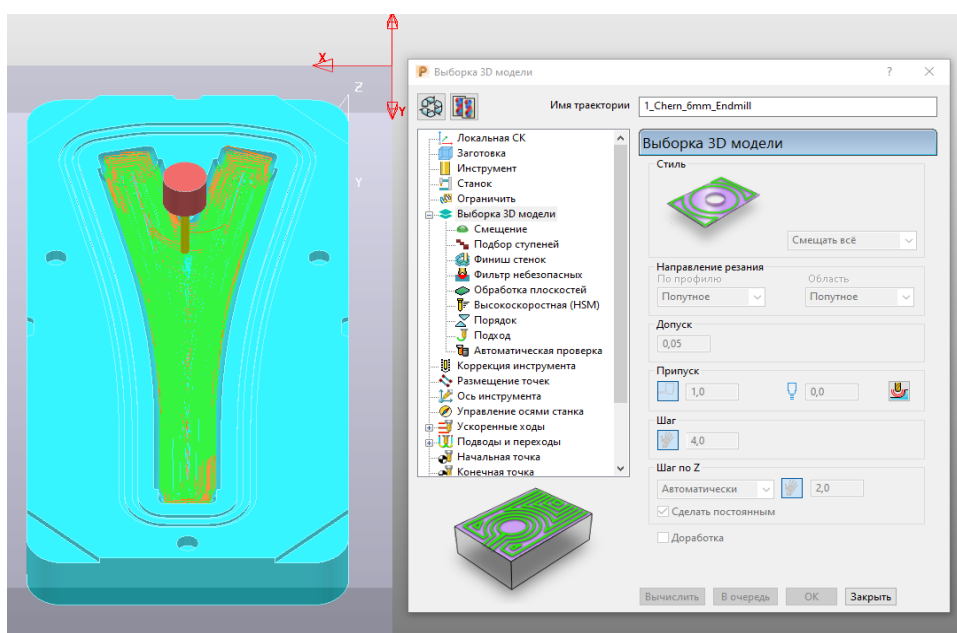 X
Z
Y
Y
Выборка 3D модели
?
Имя траектории
1_Chern_6mm_Endmill
Локальная СК
Заготовка
Инструмент
Станок
Ограничить
Выборка 3D модели
Смещение
Подбор ступеней
Финиш стенок
Фильтр небезопасных
Обработка плоскостей
Высокоскоростная (HSM)
Порядок
Подход
Автоматическая проверка
Коррекция инструмента
Размещение точек
Ось инструмента
Управление осями станка
Ускоренные ходы
Подводы и переходы
Начальная точка
Конечная точка
Выборка 3D модели
Стиль
Смещать всё
Направление резания
По профилю Область
Попутное Попутное
Допуск
0,05
Припуск
1,0 0,0
Шаг
4,0
Шаг по Z
Автоматически 2,0
Сделать постоянным
Доработка
Вычислить В очередь OK Закрыть